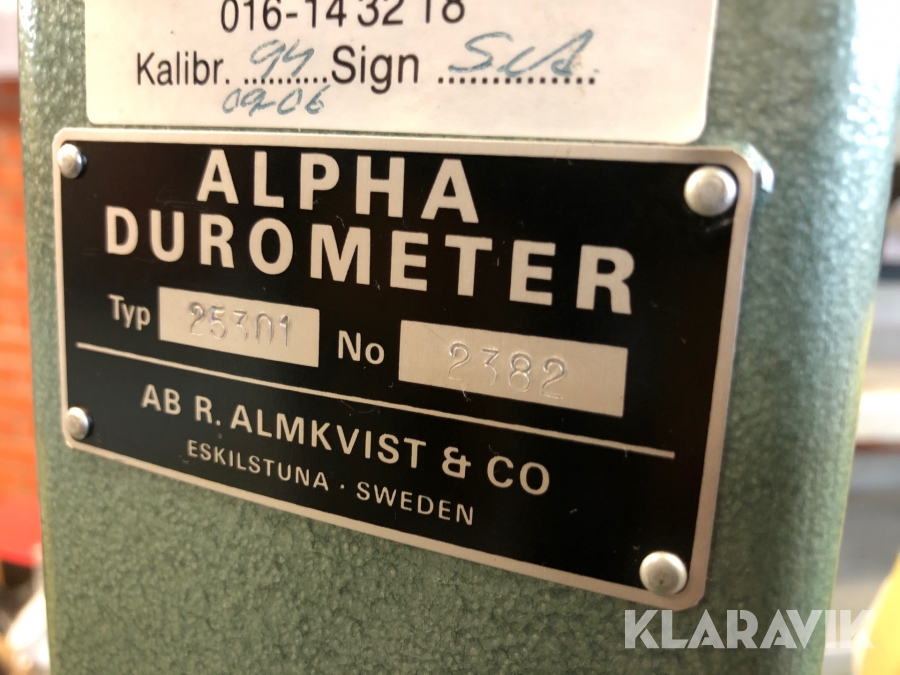 016-14 32 18
Kalibr. 94 Sign
09-06
ALPHA
DUROMETER
Typ 25301 No 2382
AB R. ALMKVIST & CO
ESKILSTUNA · SWEDEN
KLARAVIK